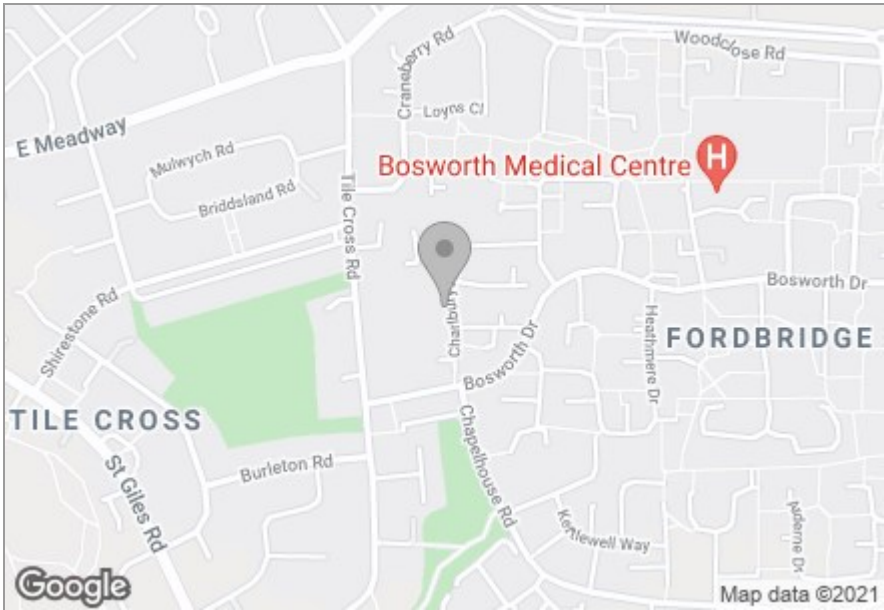 Woodclose Rd
Craneberry Rd
Loyns Cl
E Meadway
Mulwych Rd
Bosworth Medical Centre
H
Briddsland Rd
Tile Cross Rd
Shirestone Rd
Charlbury
Bosworth Dr
Bosworth Dr
Heathmere Dr
FORDBRIDGE
TILE CROSS
St Giles Rd
Burleton Rd
Chapelhouse Rd
Kettlewell Way
Google
Map data ©2021